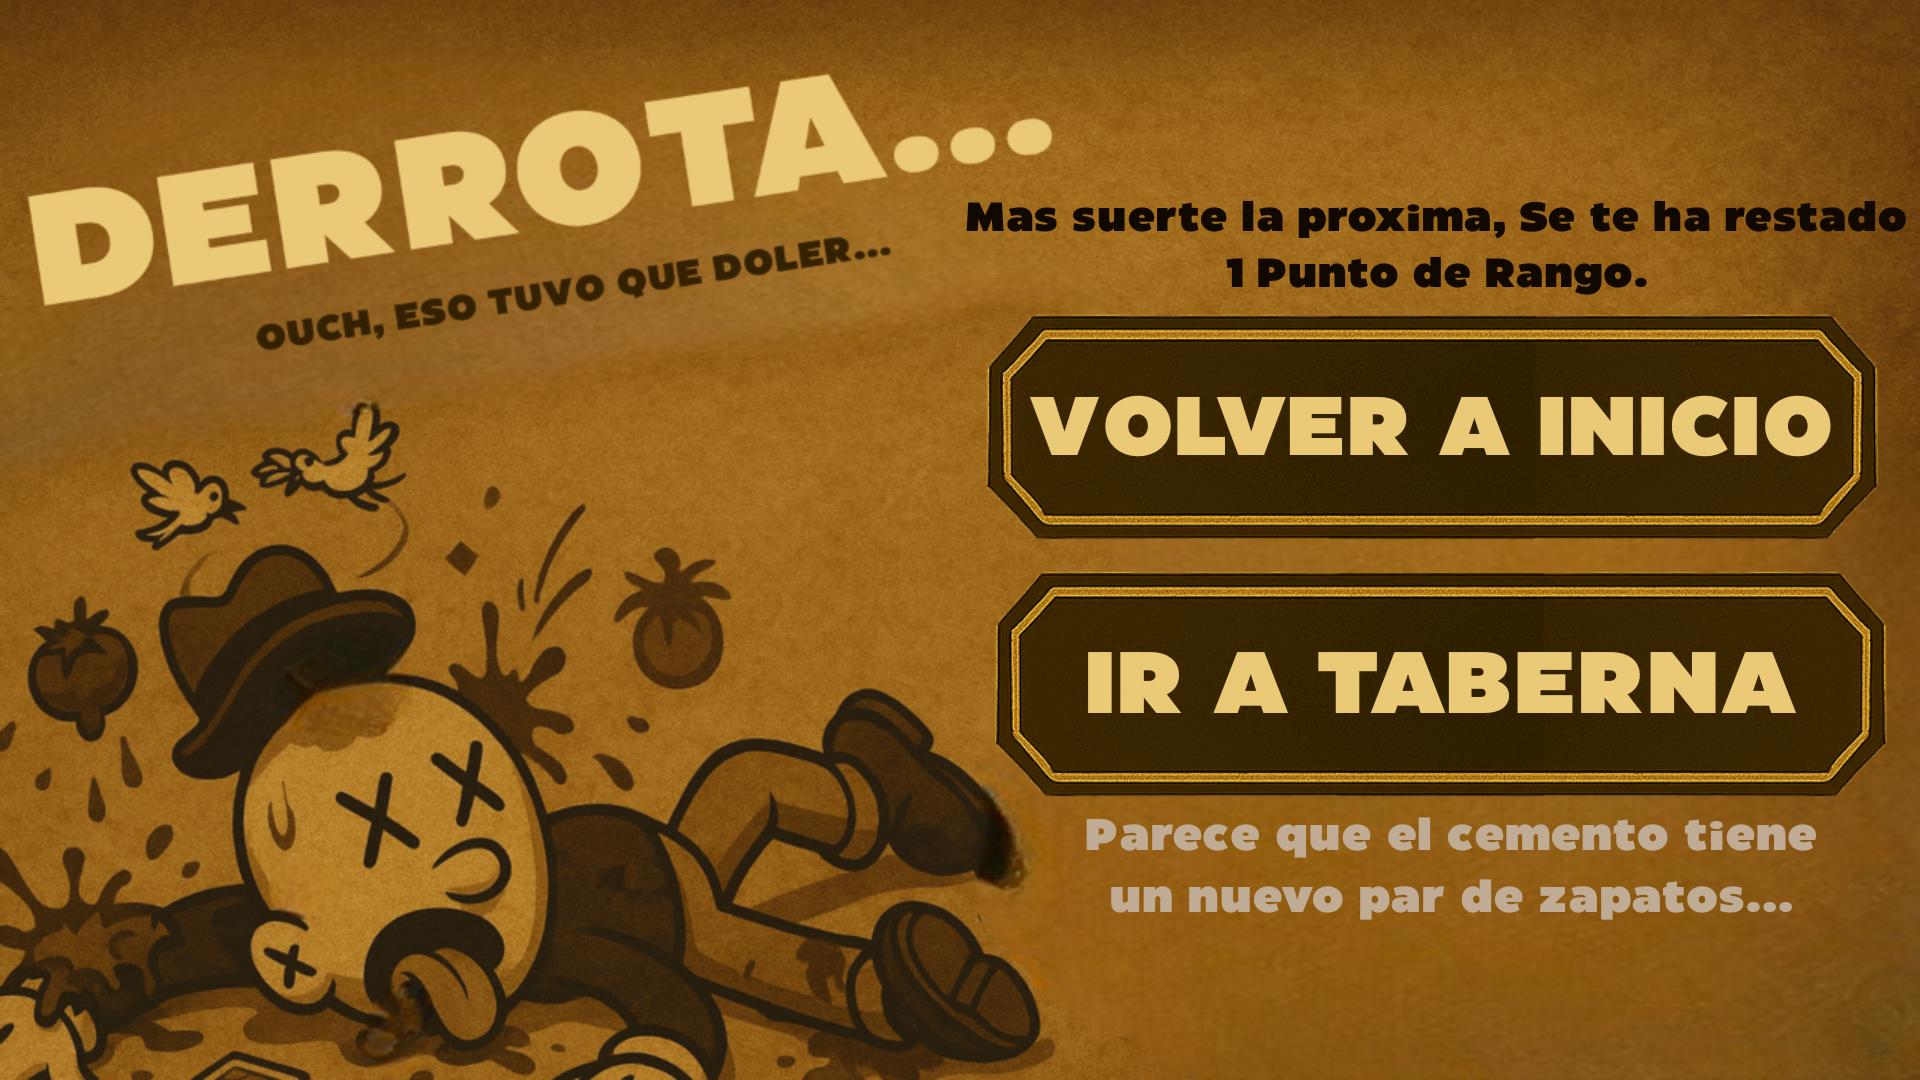 DERROTA...
OUCH, ESO TUVO QUE DOLER...
Mas suerte la proxima, Se te ha restado
1 Punto de Rango.
VOLVER A INICIO
IR A TABERNA
Parece que el cemento tiene
un nuevo par de zapatos...